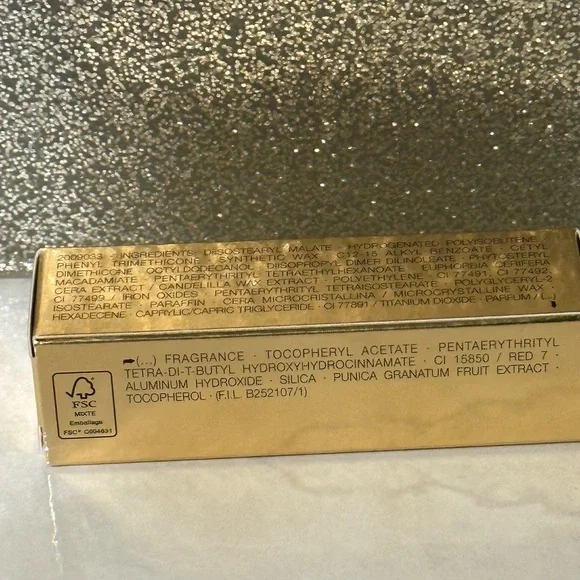 2009033 - INGREDIENTS: DIISOSTEARYL MALATE · HYDROGENATED POLYISOBUTENE ·
PHENYL TRIMETHICONE · SYNTHETIC WAX · C12-15 ALKYL BENZOATE · CETYL
DIMETHICONE · OCTYLDODECANOL · DIISOPROPYL DIMER DILINOLEATE · PHYTOSTERYL
MACADAMIATE · PENTAERYTHRITYL TETRAETHYLHEXANOATE · EUPHORBIA CERIFERA
CERA EXTRACT / CANDELILLA WAX EXTRACT · POLYETHYLENE · CI 77491, CI 77492,
CI 77499 / IRON OXIDES · PENTAERYTHRITYL TETRAISOSTEARATE · POLYGLYCERYL-2
ISOSTEARATE · PARAFFIN · CERA MICROCRISTALLINA / MICROCRYSTALLINE WAX ·
HEXADECENE · CAPRYLIC/CAPRIC TRIGLYCERIDE · CI 77891 / TITANIUM DIOXIDE · PARFUM / (...)
(...) FRAGRANCE · TOCOPHERYL ACETATE · PENTAERYTHRITYL
TETRA-DI-T-BUTYL HYDROXYHYDROCINNAMATE · CI 15850 / RED 7 ·
ALUMINUM HYDROXIDE · SILICA · PUNICA GRANATUM FRUIT EXTRACT ·
TOCOPHEROL · (F.I.L. B252107/1)
FSC
MIXTE
Emballage
FSC® C004631